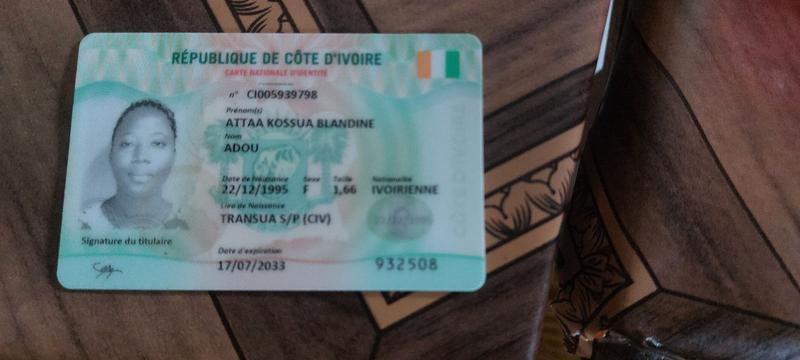 RÉPUBLIQUE DE CÔTE D'IVOIRE
CARTE NATIONALE D'IDENTITÉ
n° CI005939798
Prénom(s)
ATTAA KOSSUA BLANDINE
Nom
ADOU
Date de Naissance Sexe Taille Nationalité
22/12/1995 F 1,66 IVOIRIENNE
Lieu de Naissance
TRANSUA S/P (CIV)
Signature du titulaire
Date d'expiration
17/07/2033 932508